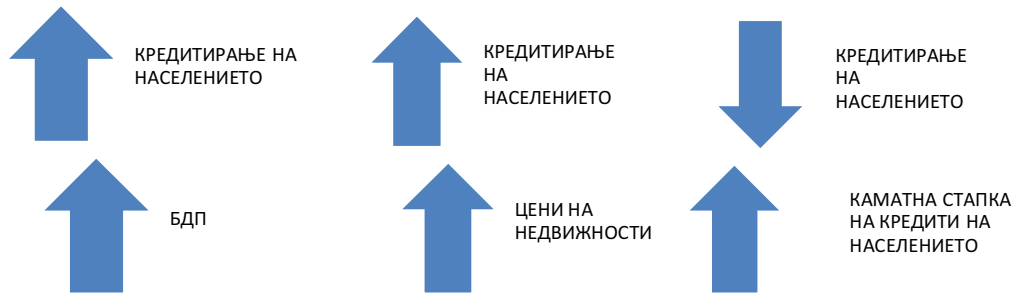 КРЕДИТИРАЊЕ НА
НАСЕЛЕНИЕТО
КРЕДИТИРАЊЕ
НА
НАСЕЛЕНИЕТО
КРЕДИТИРАЊЕ
НА
НАСЕЛЕНИЕТО
БДП
ЦЕНИ НА
НЕДВИЖНОСТИ
КАМАТНА СТАПКА
НА КРЕДИТИ НА
НАСЕЛЕНИЕТО